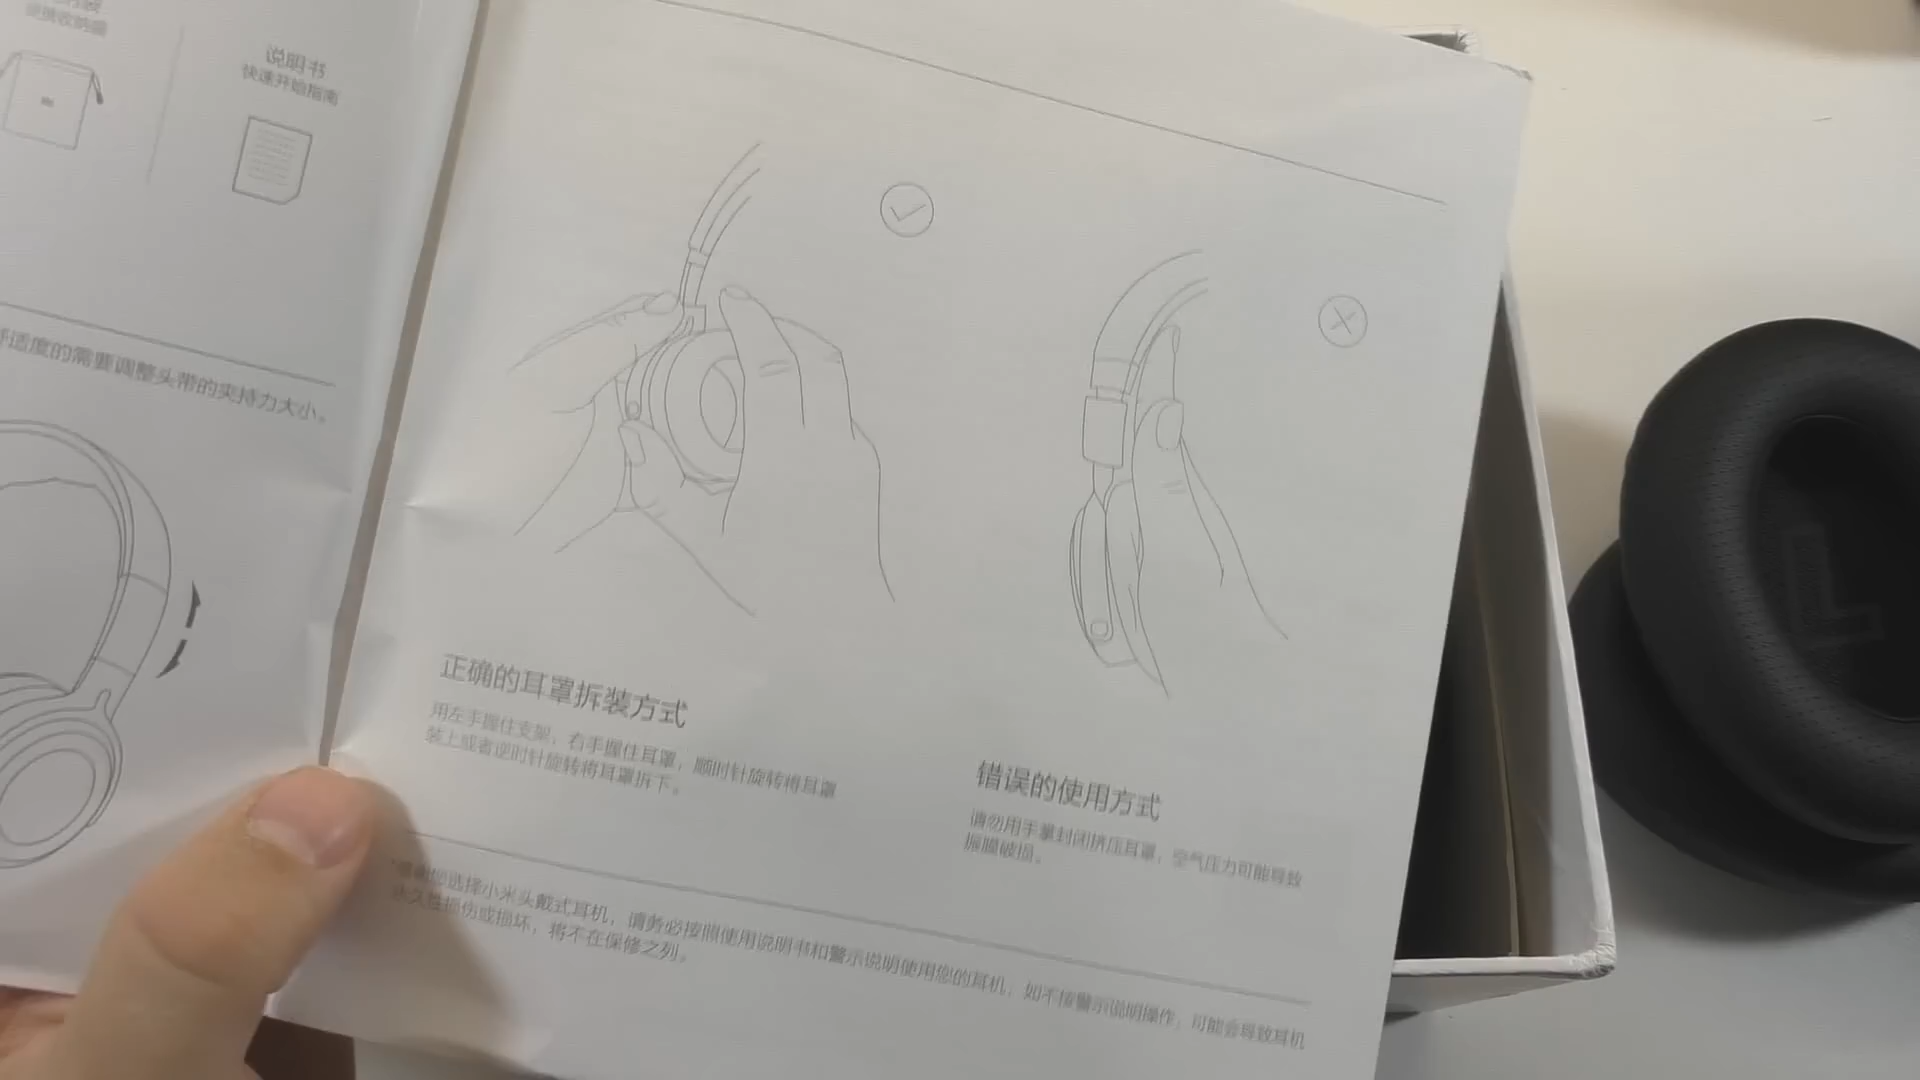 便携收纳袋
说明书
快速开始指南
适度的需要调整头带的夹持力大小。
正确的耳罩拆装方式
用左手握住支架，右手握住耳罩，顺时针旋转将耳罩
装上或者逆时针旋转将耳罩拆下。
错误的使用方式
请勿用手掌封闭挤压耳罩，空气压力可能导致
振膜破损。
*感谢您选择小米头戴式耳机，请务必按照使用说明书和警示说明使用您的耳机，如不按警示说明操作，可能会导致耳机
永久性损伤或损坏，将不在保修之列。
L